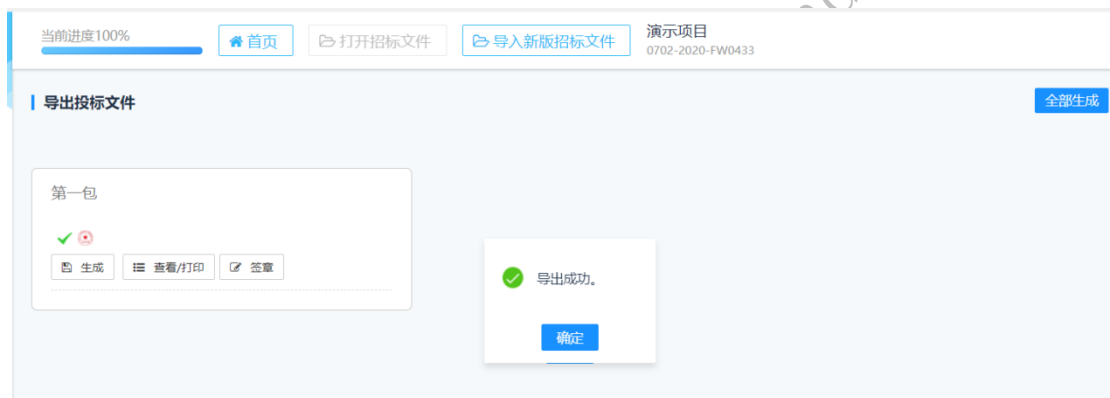 当前进度100%
首页
打开招标文件
导入新版招标文件
演示项目
0702-2020-FW0433
导出投标文件
全部生成
第一包
生成
查看/打印
签章
导出成功。
确定